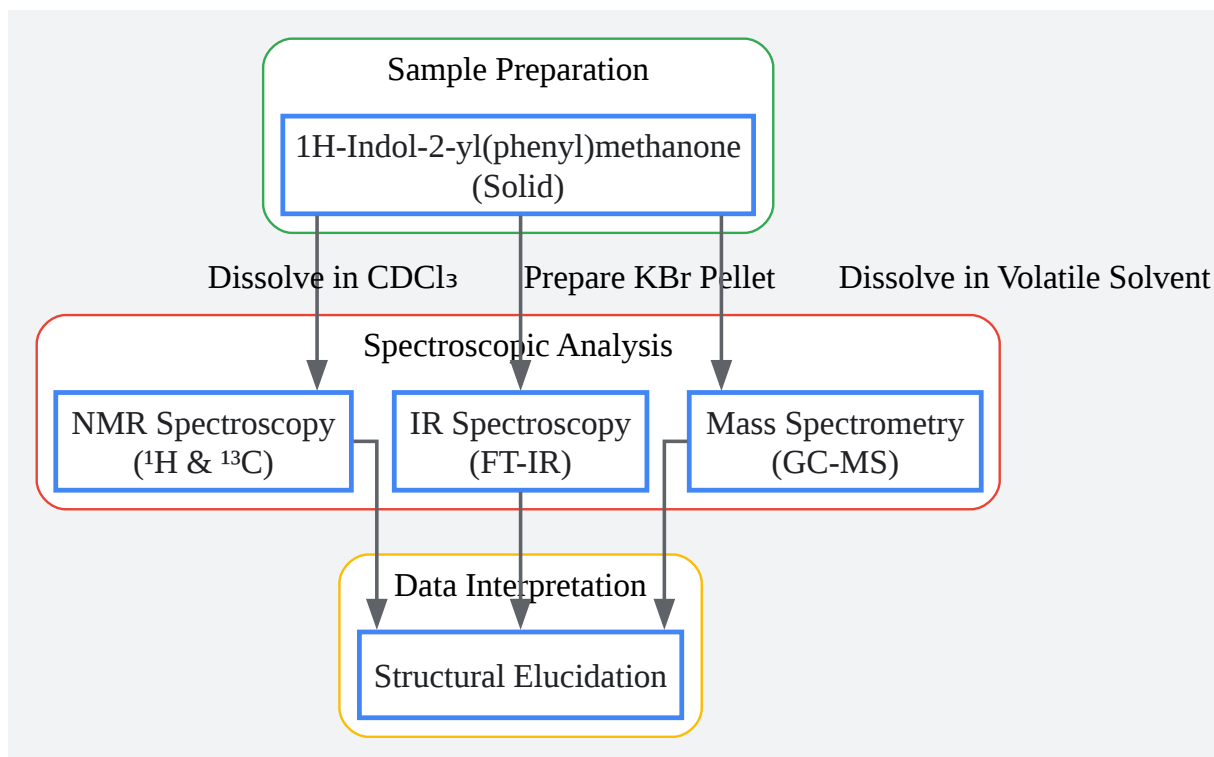 Sample Preparation
1H-Indol-2-yl(phenyl)methanone
(Solid)
Dissolve in CDCl₃
Prepare KBr Pellet
Dissolve in Volatile Solvent
Spectroscopic Analysis
NMR Spectroscopy
(¹H & ¹³C)
IR Spectroscopy
(FT-IR)
Mass Spectrometry
(GC-MS)
Data Interpretation
Structural Elucidation